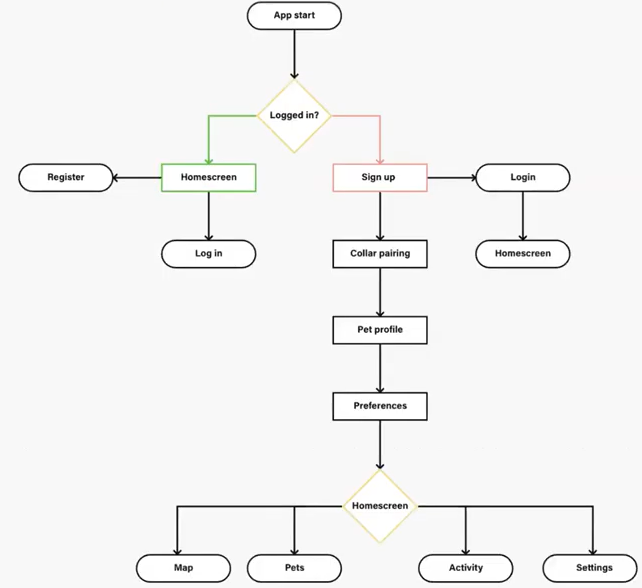 App start
Logged in?
Register
Homescreen
Sign up
Login
Log in
Collar pairing
Homescreen
Pet profile
Preferences
Homescreen
Map
Pets
Activity
Settings